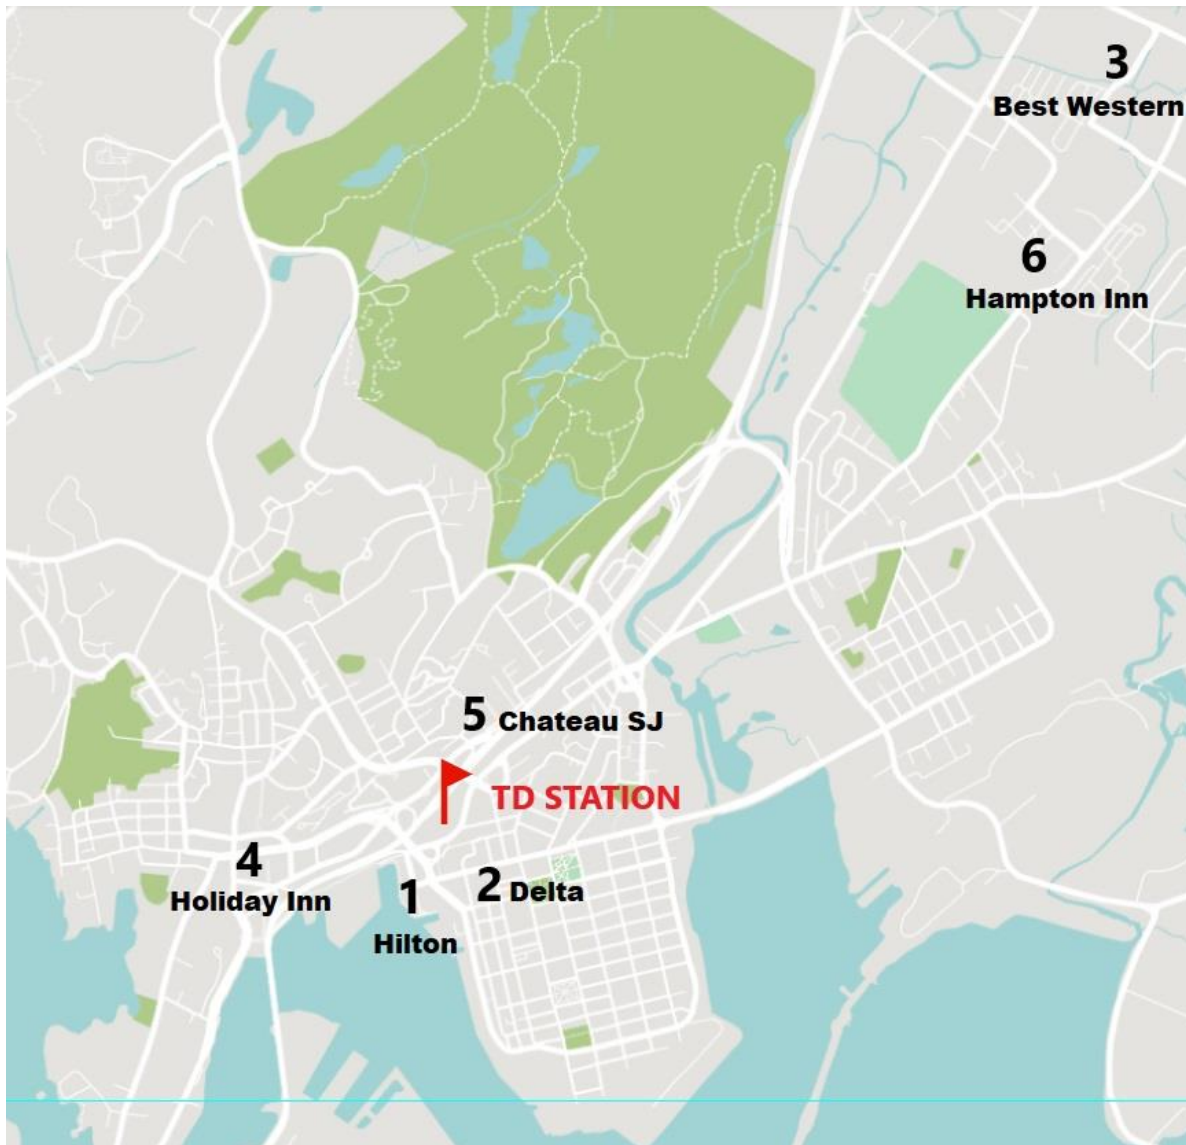 3
Best Western
6
Hampton Inn
5 Chateau SJ
TD STATION
4
Holiday Inn
1
Hilton
2 Delta